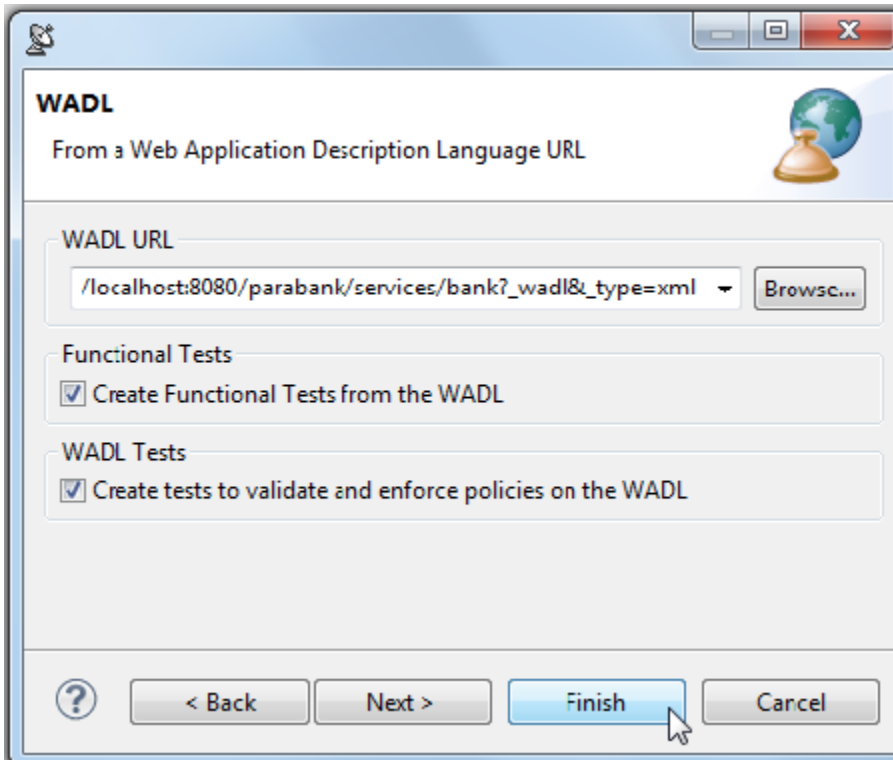 WADL
From a Web Application Description Language URL
WADL URL
/localhost:8080/parabank/services/bank?_wadl&_type=xml
Browse...
Functional Tests
Create Functional Tests from the WADL
WADL Tests
Create tests to validate and enforce policies on the WADL
?
< Back
Next >
Finish
Cancel